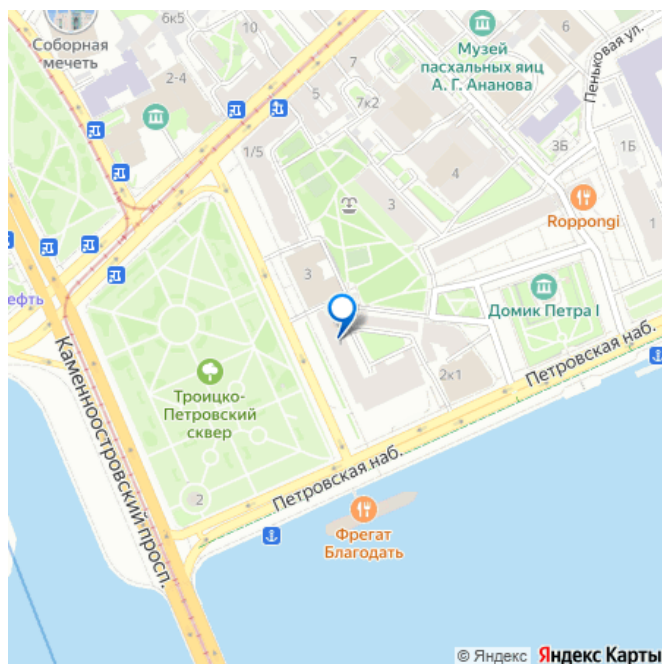 6к5
10
Соборная
мечеть
2-4
5
7
7к2
1/5
Музей
пасхальных яиц
А. Г. Ананова
Пеньковая ул.
3Б
1Б
4
3
Roppongi
1
3
Домик Петра I
ефть
Троицко-
Петровский
сквер
2к1
Петровская наб.
Каменноостровский просп.
2
Петровская наб.
Фрегат
Благодать
© Яндекс Яндекс Карты